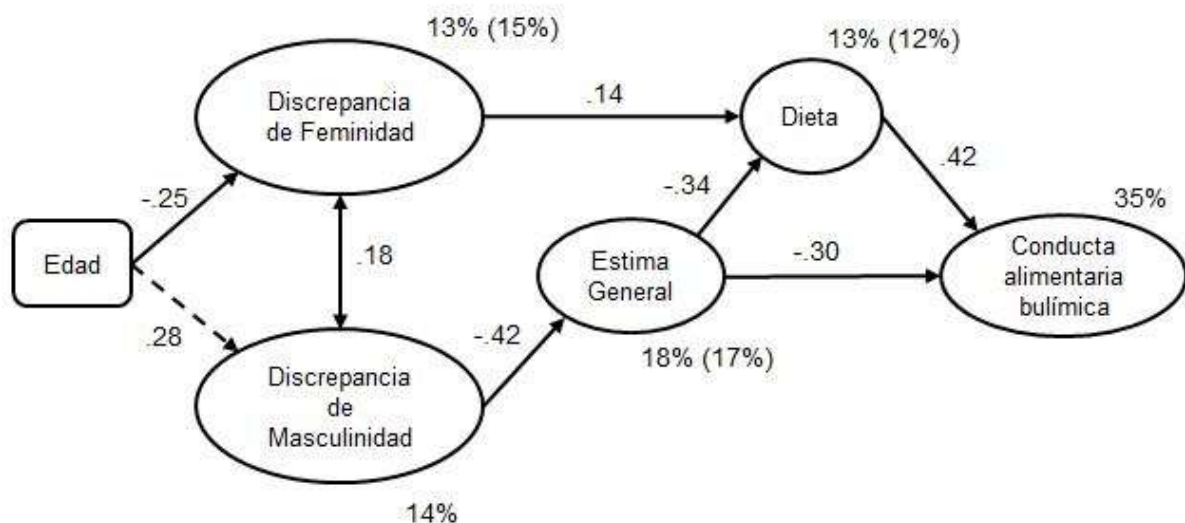 13% (15%)
13% (12%)
Discrepancia
de Feminidad
.14
Dieta
-.34
.42
-.25
35%
Edad
.18
Estima
General
-.30
Conducta
alimentaria
bulímica
.28
-.42
18% (17%)
Discrepancia
de
Masculinidad
14%